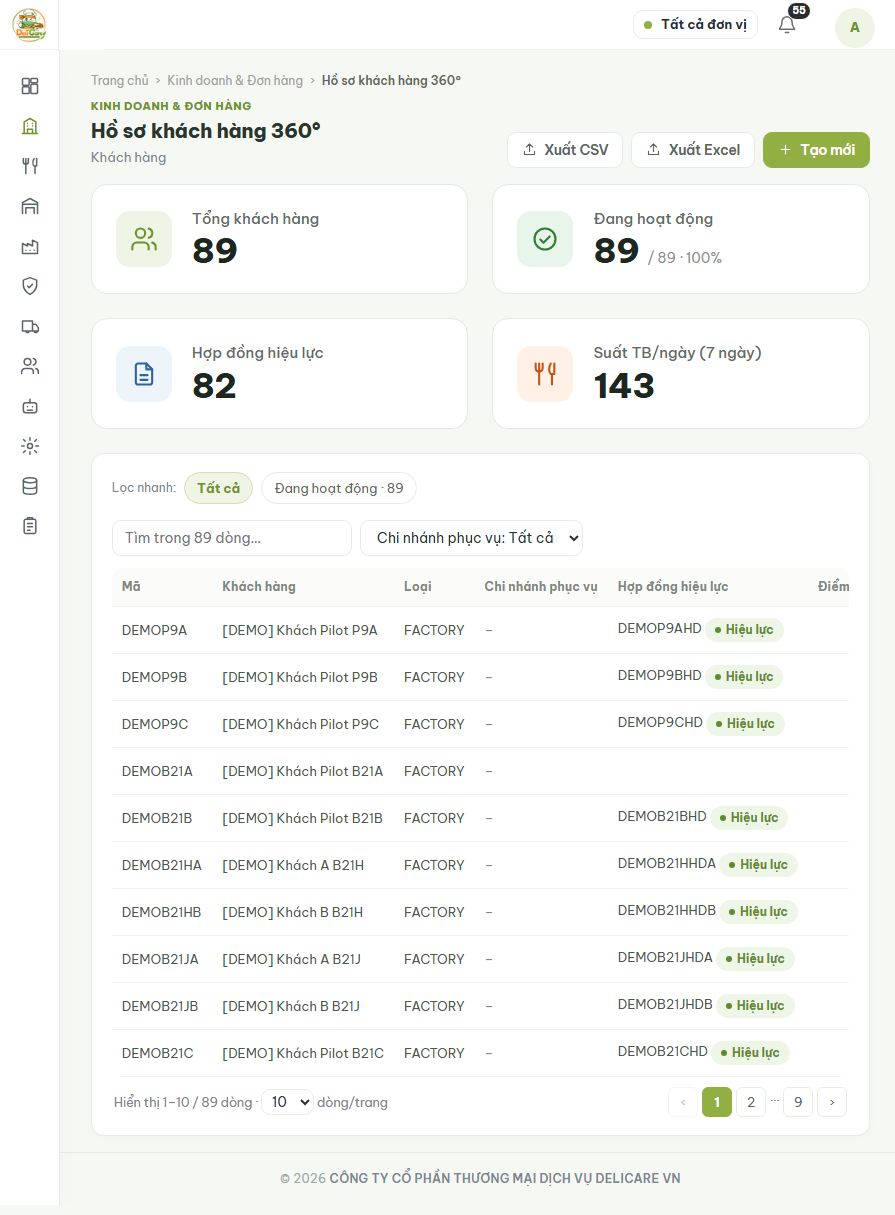 Tất cả đơn vị
55
A
Trang chủ › Kinh doanh & Đơn hàng › Hồ sơ khách hàng 360°
KINH DOANH & ĐƠN HÀNG
Hồ sơ khách hàng 360°
Khách hàng
Xuất CSV
Xuất Excel
+ Tạo mới
Tổng khách hàng
89
Đang hoạt động
89 / 89 · 100%
Hợp đồng hiệu lực
82
Suất TB/ngày (7 ngày)
143
Lọc nhanh: Tất cả Đang hoạt động · 89
Tìm trong 89 dòng... Chi nhánh phục vụ: Tất cả
Mã Khách hàng Loại Chi nhánh phục vụ Hợp đồng hiệu lực Điểm
DEMOP9A [DEMO] Khách Pilot P9A FACTORY – DEMOP9AHD Hiệu lực
DEMOP9B [DEMO] Khách Pilot P9B FACTORY – DEMOP9BHD Hiệu lực
DEMOP9C [DEMO] Khách Pilot P9C FACTORY – DEMOP9CHD Hiệu lực
DEMOB21A [DEMO] Khách Pilot B21A FACTORY –
DEMOB21B [DEMO] Khách Pilot B21B FACTORY – DEMOB21BHD Hiệu lực
DEMOB21HA [DEMO] Khách A B21H FACTORY – DEMOB21HHDA Hiệu lực
DEMOB21HB [DEMO] Khách B B21H FACTORY – DEMOB21HHDB Hiệu lực
DEMOB21JA [DEMO] Khách A B21J FACTORY – DEMOB21JHDA Hiệu lực
DEMOB21JB [DEMO] Khách B B21J FACTORY – DEMOB21JHDB Hiệu lực
DEMOB21C [DEMO] Khách Pilot B21C FACTORY – DEMOB21CHD Hiệu lực
Hiển thị 1–10 / 89 dòng · 10 dòng/trang ‹ 1 2 ... 9 ›
© 2026 CÔNG TY CỔ PHẦN THƯƠNG MẠI DỊCH VỤ DELICARE VN